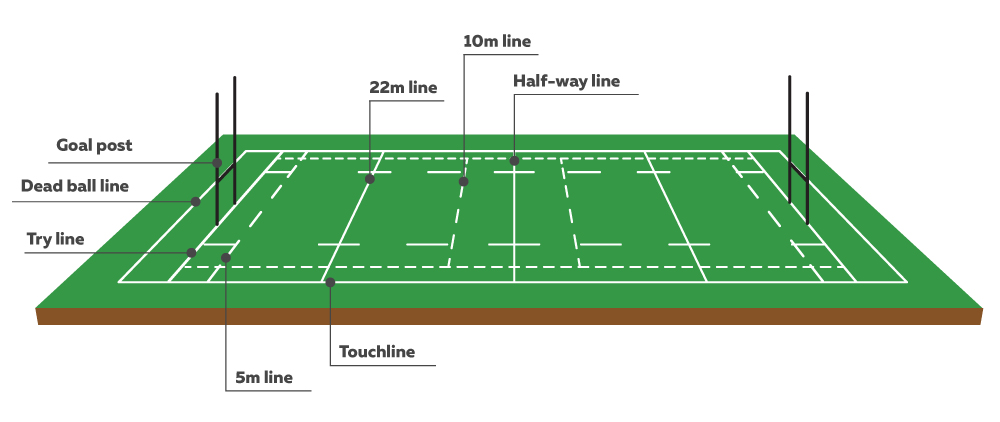 10m line
Half-way line
22m line
Goal post
Dead ball line
Try line
Touchline
5m line